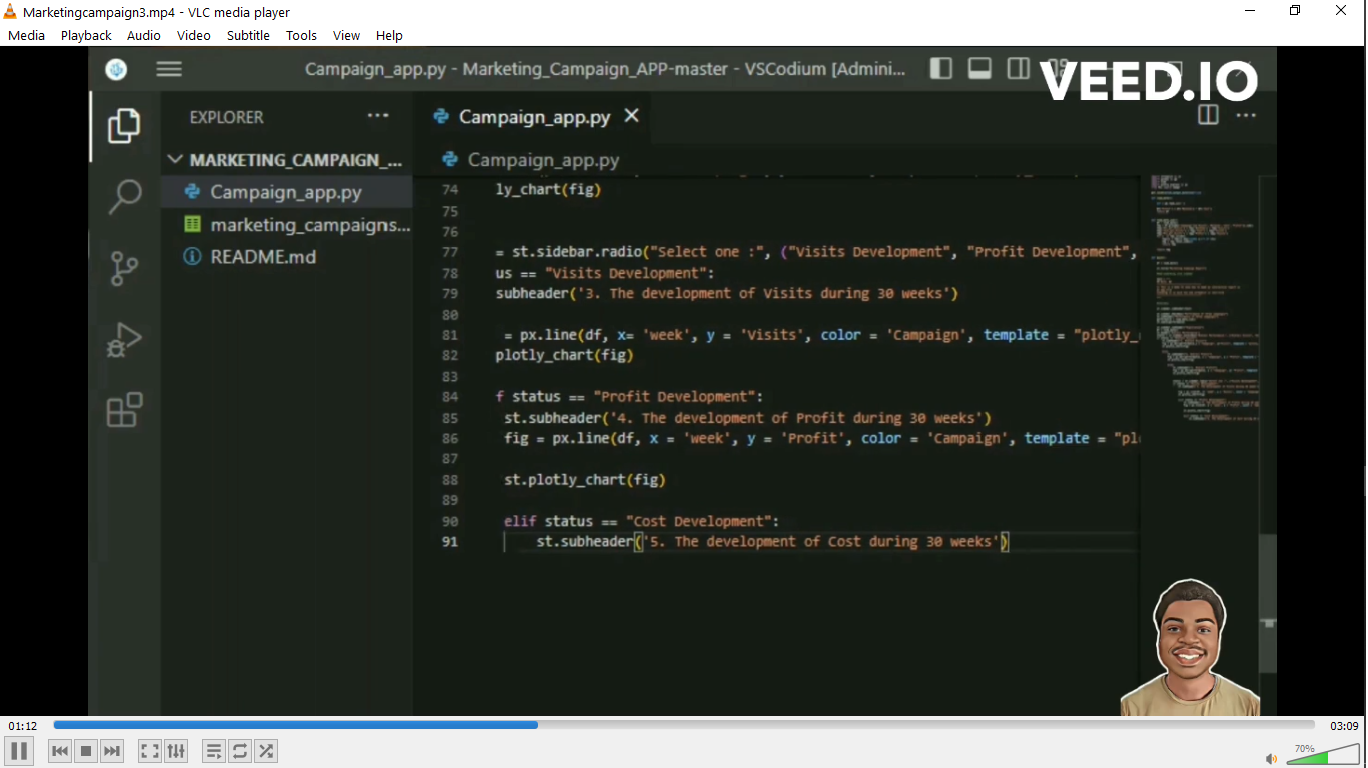 Marketingcampaign3.mp4 - VLC media player
Media Playback Audio Video Subtitle Tools View Help
Campaign_app.py - Marketing_Campaign_APP-master - VSCodium [Admini...
VEED.IO
EXPLORER
Campaign_app.py
MARKETING_CAMPAIGN_...
Campaign_app.py
Campaign_app.py
marketing_campaigns...
README.md
74 ly_chart(fig)
75
76
77 = st.sidebar.radio("Select one :", ("Visits Development", "Profit Development",
78 us == "Visits Development":
79 subheader('3. The development of Visits during 30 weeks')
80
81 = px.line(df, x= 'week', y = 'Visits', color = 'Campaign', template = "plotly_
82 plotly_chart(fig)
83
84 f status == "Profit Development":
85 st.subheader('4. The development of Profit during 30 weeks')
86 fig = px.line(df, x = 'week', y = 'Profit', color = 'Campaign', template = "pl
87
88 st.plotly_chart(fig)
89
90 elif status == "Cost Development":
91 st.subheader('5. The development of Cost during 30 weeks')
01:12
03:09
70%